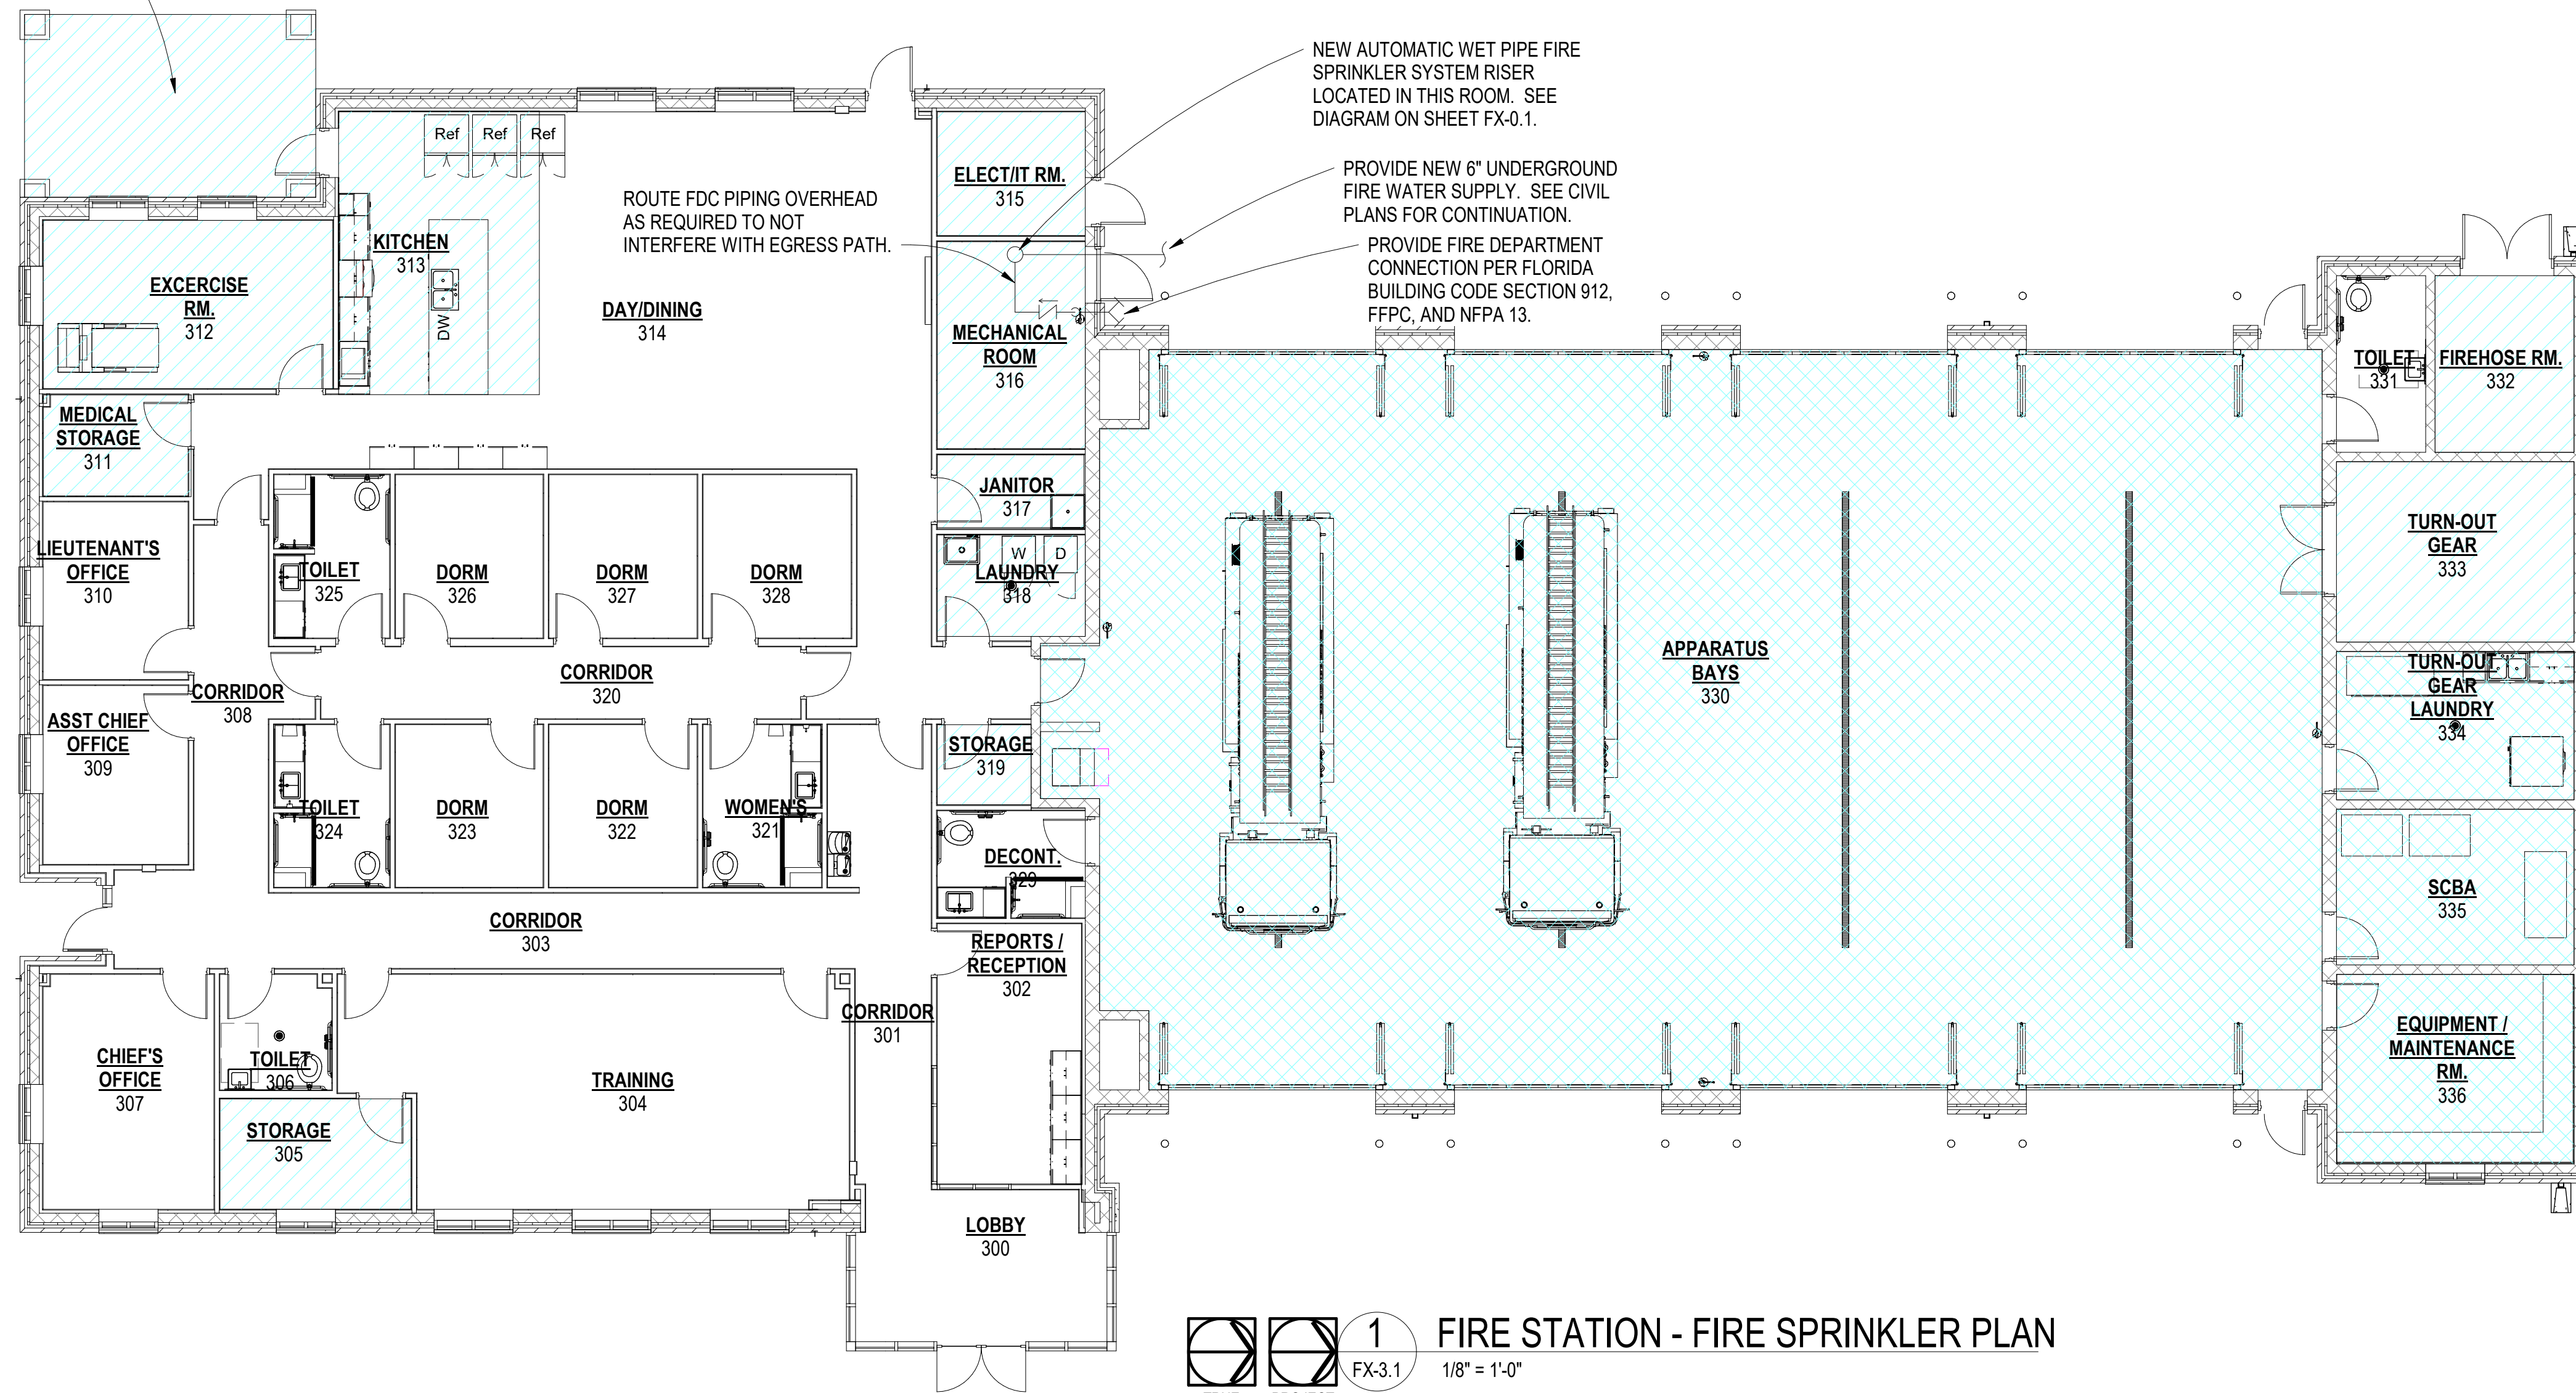 NEW AUTOMATIC WET PIPE FIRE
SPRINKLER SYSTEM RISER
LOCATED IN THIS ROOM. SEE
DIAGRAM ON SHEET FX-0.1.
PROVIDE NEW 6" UNDERGROUND
FIRE WATER SUPPLY. SEE CIVIL
PLANS FOR CONTINUATION.
PROVIDE FIRE DEPARTMENT
CONNECTION PER FLORIDA
BUILDING CODE SECTION 912,
FFPC, AND NFPA 13.
ROUTE FDC PIPING OVERHEAD
AS REQUIRED TO NOT
INTERFERE WITH EGRESS PATH.
Ref Ref Ref
KITCHEN
313
DW
EXCERCISE
RM.
312
DAY/DINING
314
ELECT/IT RM.
315
MECHANICAL
ROOM
316
JANITOR
317
W D
LAUNDRY
318
MEDICAL
STORAGE
311
LIEUTENANT'S
OFFICE
310
ASST CHIEF
OFFICE
309
CORRIDOR
308
TOILET
325
DORM
326
DORM
327
DORM
328
CORRIDOR
320
TOILET
324
DORM
323
DORM
322
WOMEN'S
321
STORAGE
319
DECONT.
329
CORRIDOR
303
REPORTS /
RECEPTION
302
CORRIDOR
301
CHIEF'S
OFFICE
307
TOILET
306
STORAGE
305
TRAINING
304
LOBBY
300
APPARATUS
BAYS
330
TOILET
331
FIREHOSE RM.
332
TURN-OUT
GEAR
333
TURN-OUT
GEAR
LAUNDRY
334
SCBA
335
EQUIPMENT /
MAINTENANCE
RM.
336
1
FX-3.1
FIRE STATION - FIRE SPRINKLER PLAN
1/8" = 1'-0"